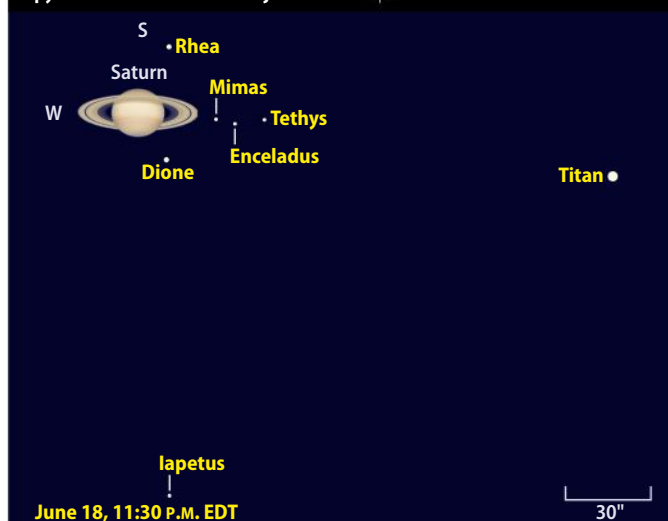 S
Rhea
Saturn
Mimas
W
Tethys
Enceladus
Dione
Titan
Iapetus
June 18, 11:30 P.M. EDT
30"